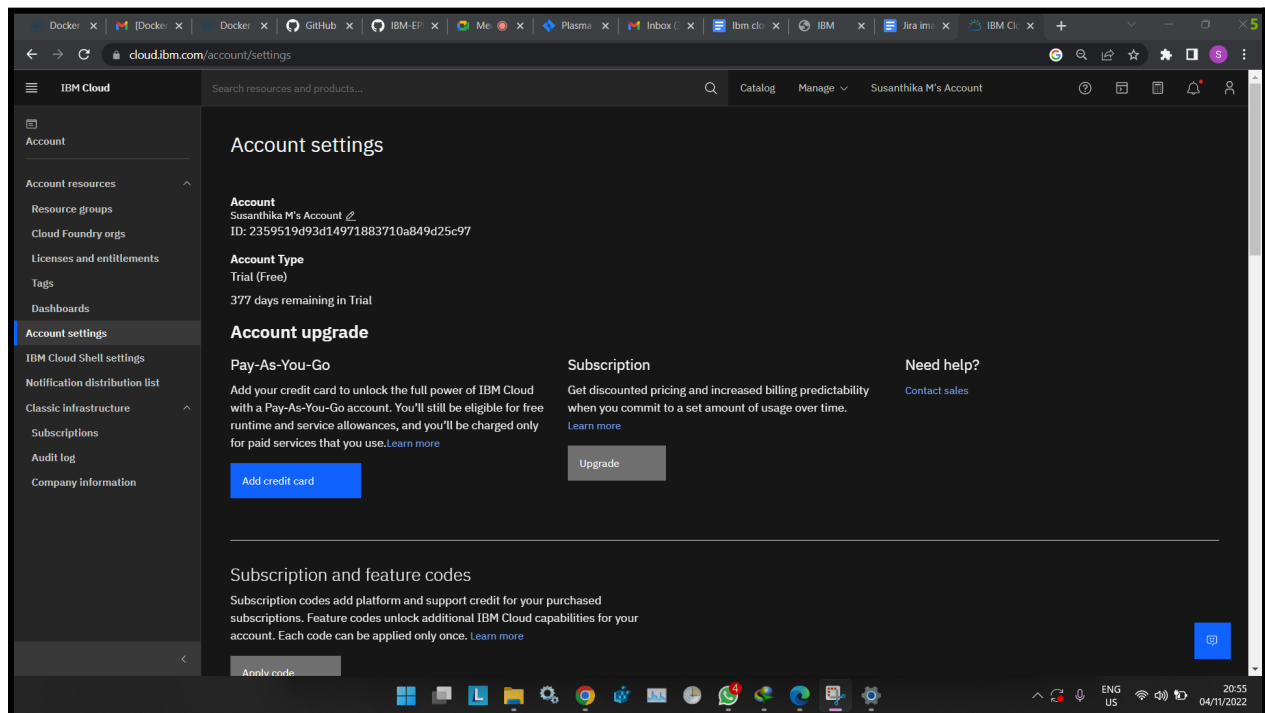 Docker
[Docker
Docker
GitHub
IBM-EP
Me
Plasma
Inbox (
Ibm clo
IBM
Jira ima
IBM Clo
5
cloud.ibm.com/account/settings
S
IBM Cloud
Search resources and products...
Catalog
Manage
Susanthika M's Account
Account
Account resources
Resource groups
Cloud Foundry orgs
Licenses and entitlements
Tags
Dashboards
Account settings
IBM Cloud Shell settings
Notification distribution list
Classic infrastructure
Subscriptions
Audit log
Company information
Account settings
Account
Susanthika M's Account
ID: 2359519d93d14971883710a849d25c97
Account Type
Trial (Free)
377 days remaining in Trial
Account upgrade
Pay-As-You-Go
Add your credit card to unlock the full power of IBM Cloud
with a Pay-As-You-Go account. You'll still be eligible for free
runtime and service allowances, and you'll be charged only
for paid services that you use.Learn more
Add credit card
Subscription
Get discounted pricing and increased billing predictability
when you commit to a set amount of usage over time.
Learn more
Upgrade
Need help?
Contact sales
Subscription and feature codes
Subscription codes add platform and support credit for your purchased
subscriptions. Feature codes unlock additional IBM Cloud capabilities for your
account. Each code can be applied only once. Learn more
Apply code
L
4
ENG
US
20:55
04/11/2022